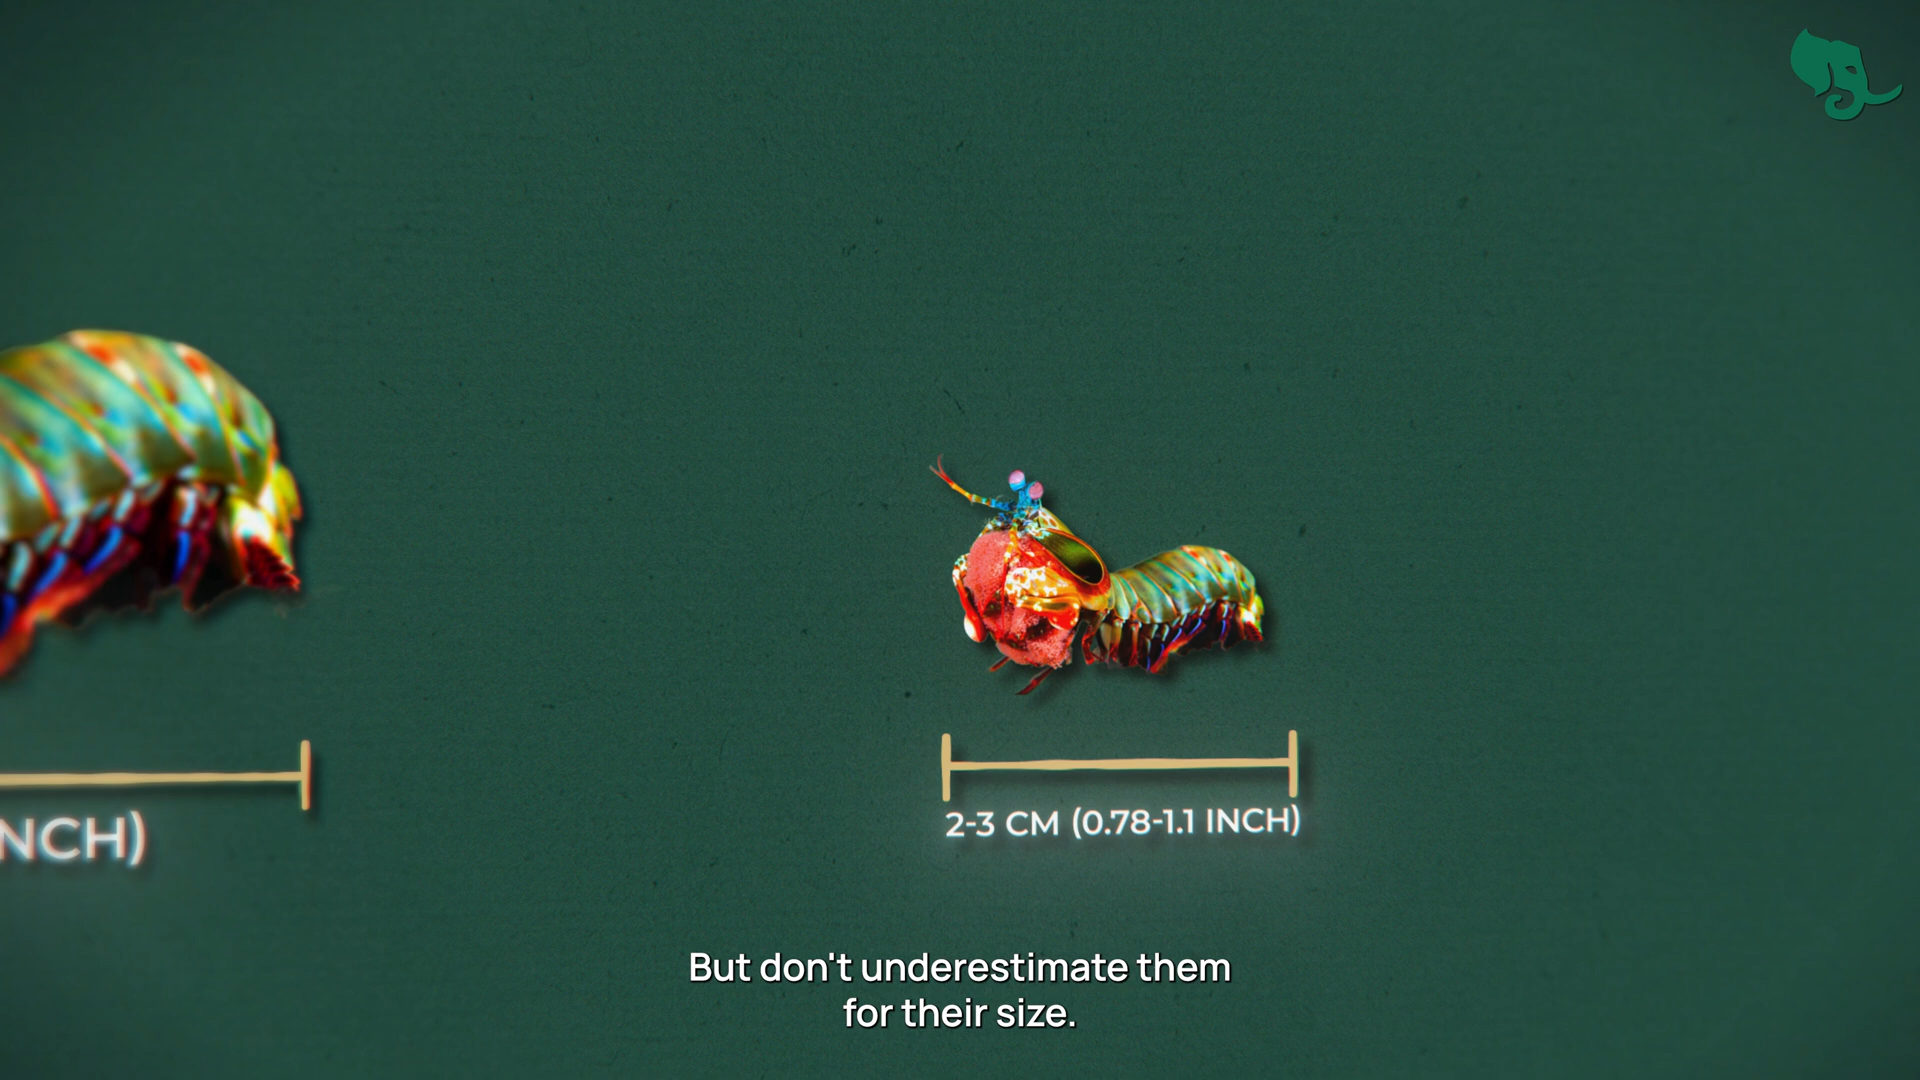 NCH)
2-3 CM (0.78-1.1 INCH)
But don't underestimate them
for their size.